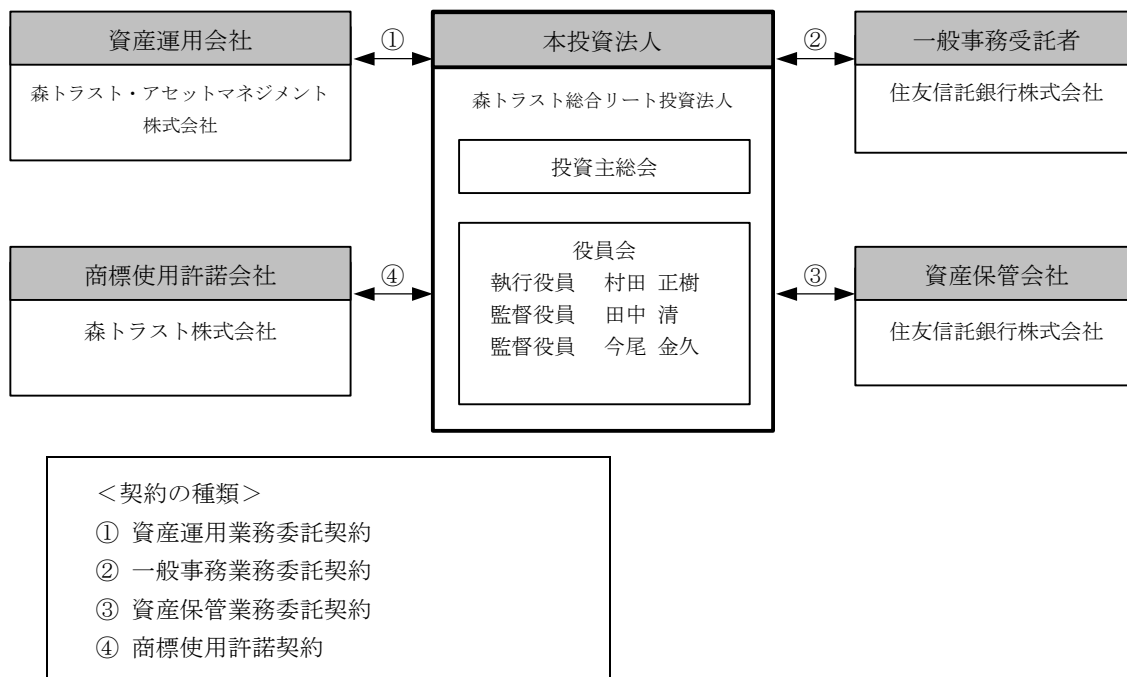 資産運用会社
森トラスト・アセットマネジメント
株式会社
①
本投資法人
森トラスト総合リート投資法人
投資主総会
役員会
執行役員 村田 正樹
監督役員 田中 清
監督役員 今尾 金久
②
一般事務受託者
住友信託銀行株式会社
商標使用許諾会社
森トラスト株式会社
④
③
資産保管会社
住友信託銀行株式会社
＜契約の種類＞
① 資産運用業務委託契約
② 一般事務業務委託契約
③ 資産保管業務委託契約
④ 商標使用許諾契約